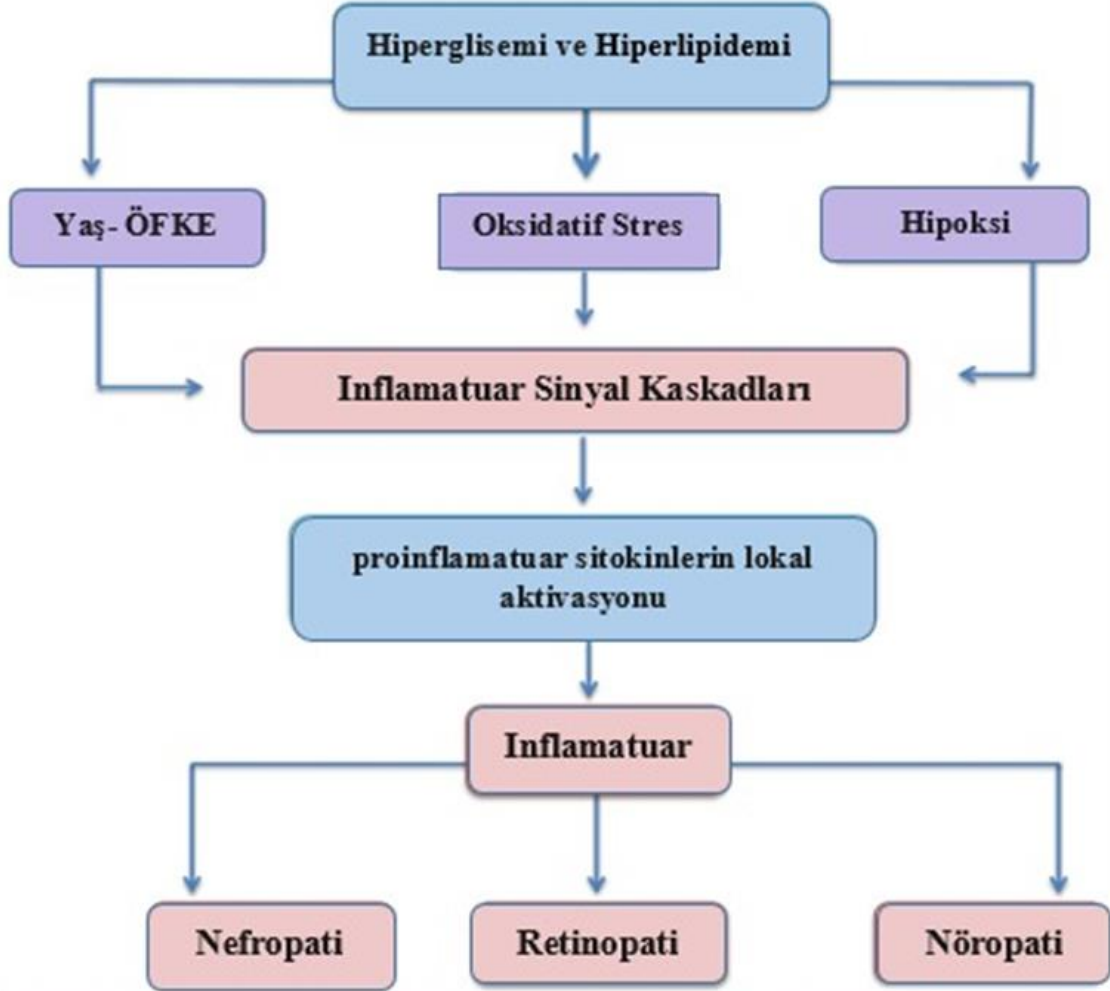 Hiperglisemi ve Hiperlipidemi
Yaş- ÖFKE
Oksidatif Stres
Hipoksi
Inflamatuar Sinyal Kaskadları
proinflamatuar sitokinlerin lokal
aktivasyonu
Inflamatuar
Nefropati
Retinopati
Nöropati